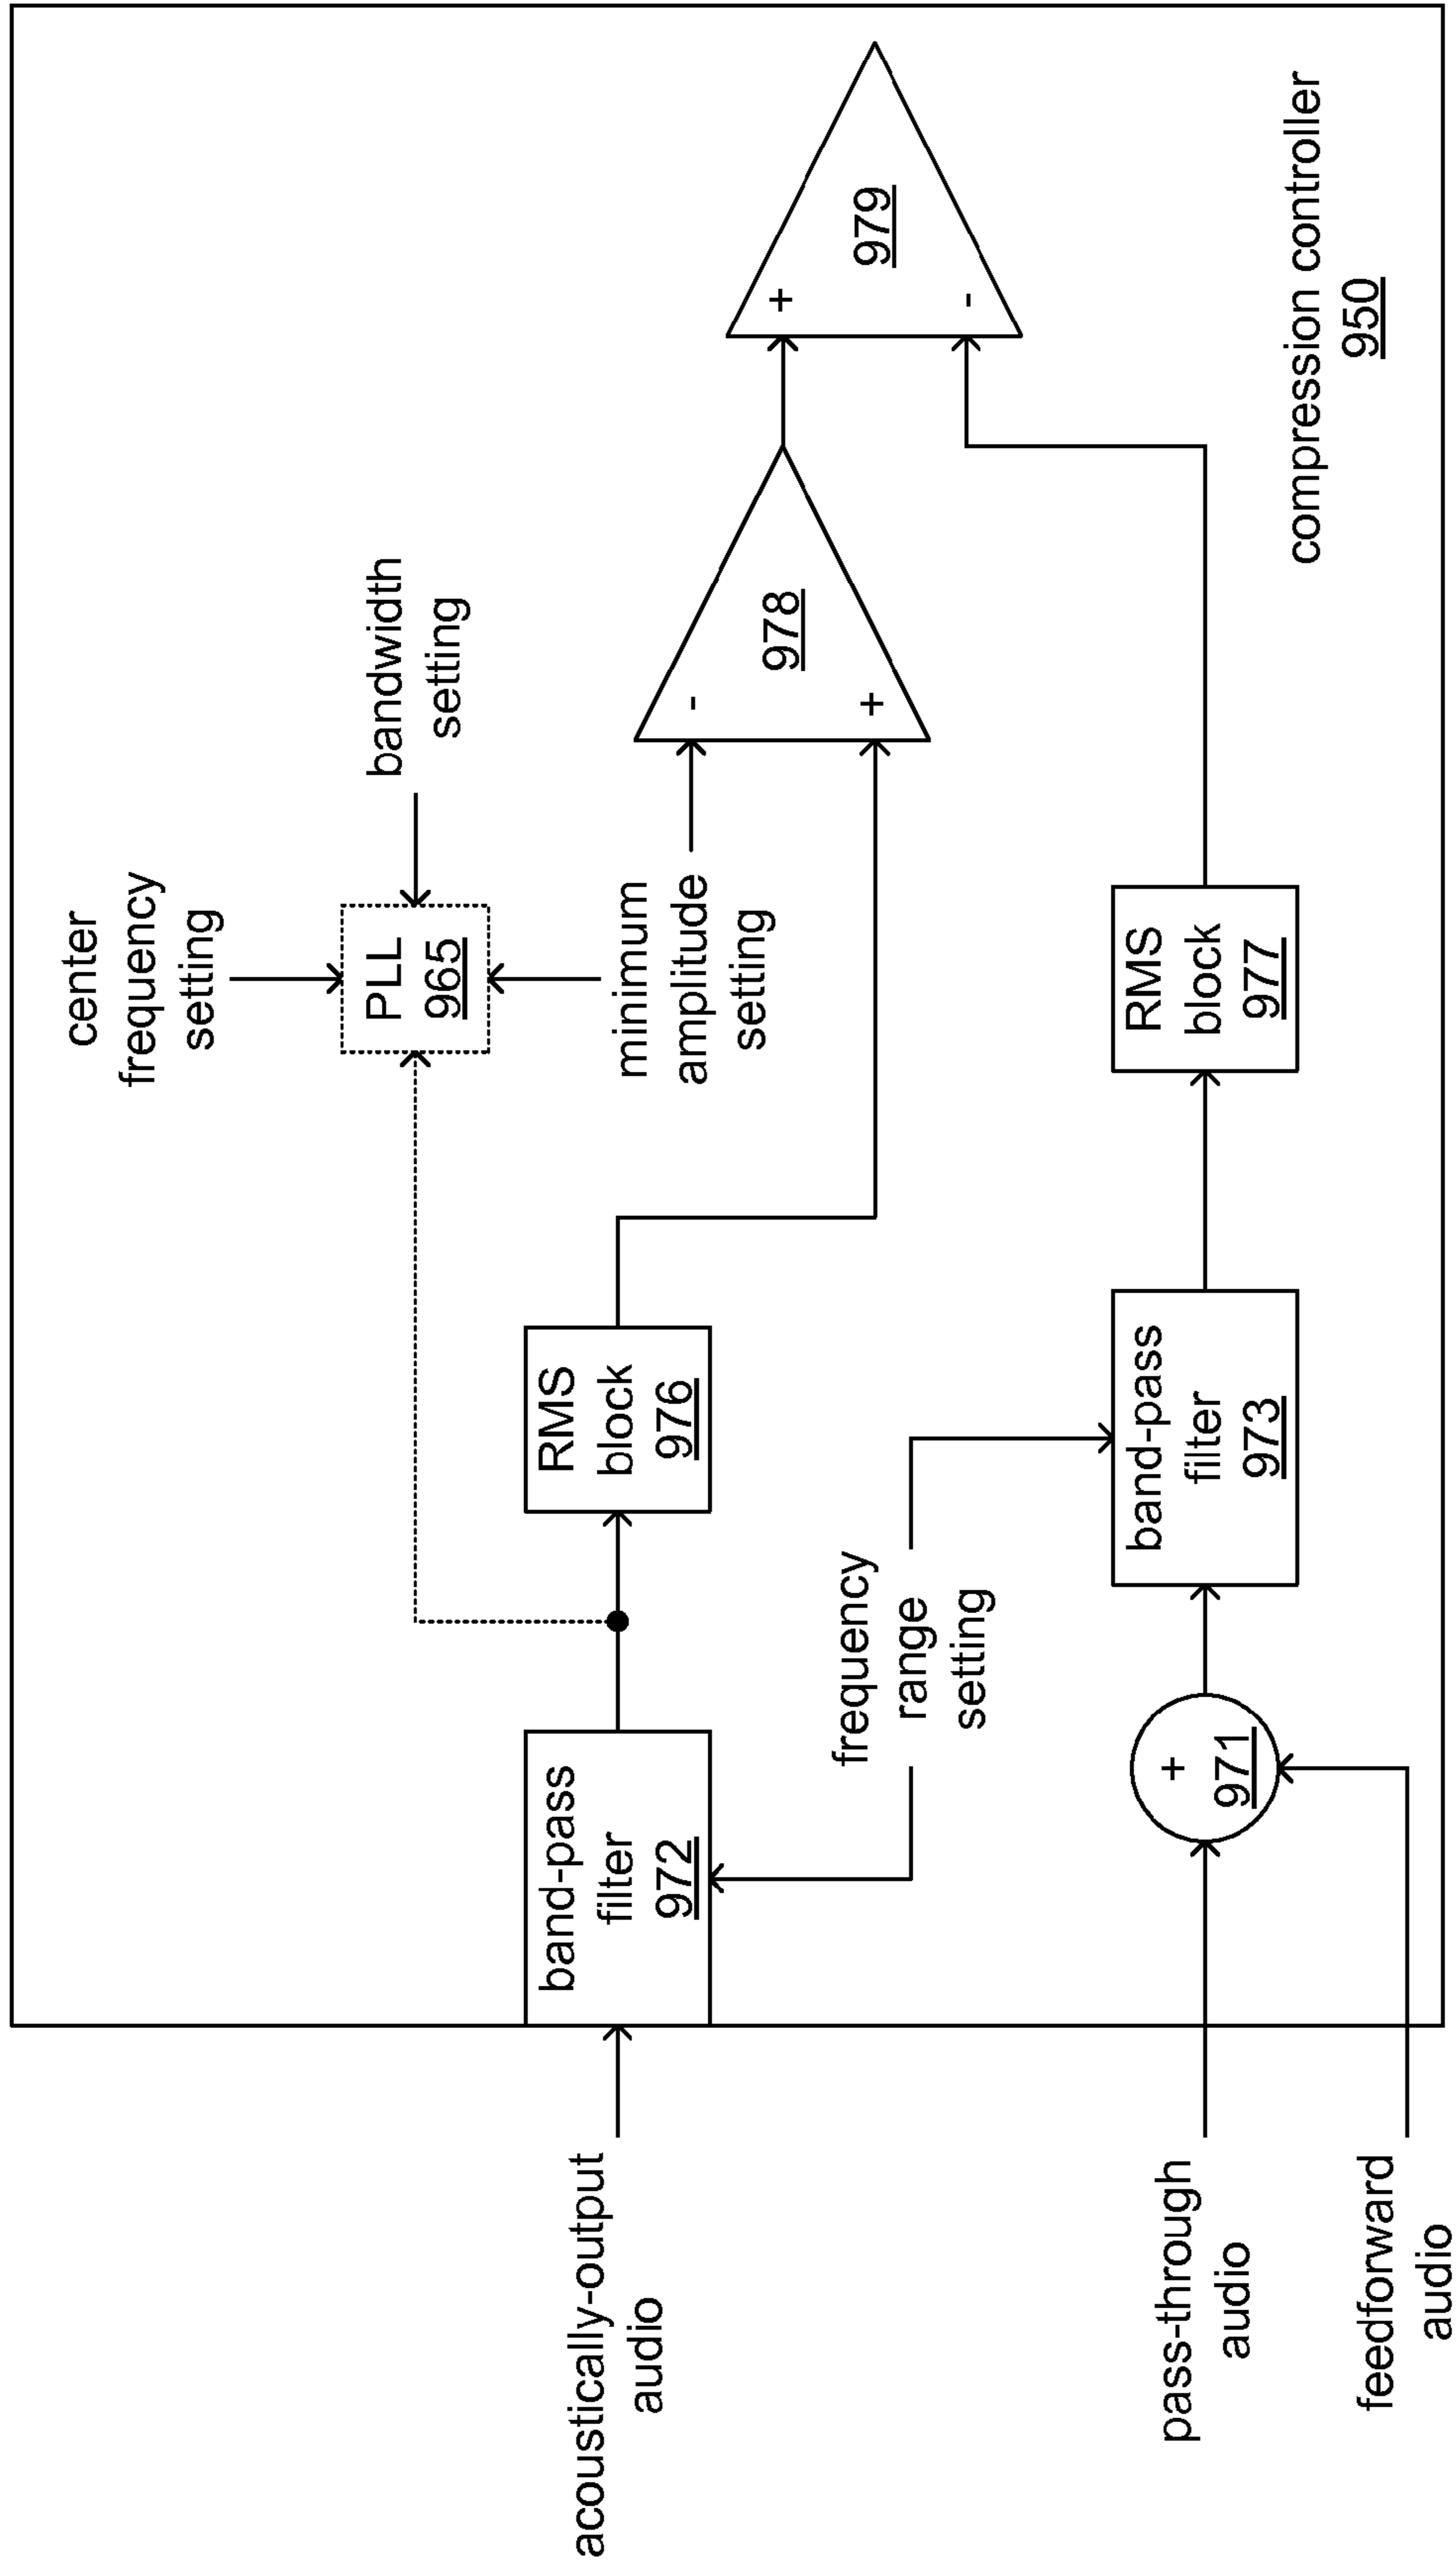 center
frequency
setting
bandwidth
setting
PLL
965
minimum
amplitude
setting
acoustically-output
audio
band-pass
filter
972
RMS
block
976
-
+
978
+
-
979
frequency
range
setting
pass-through
audio
feedforward
audio
+
971
band-pass
filter
973
RMS
block
977
compression controller
950